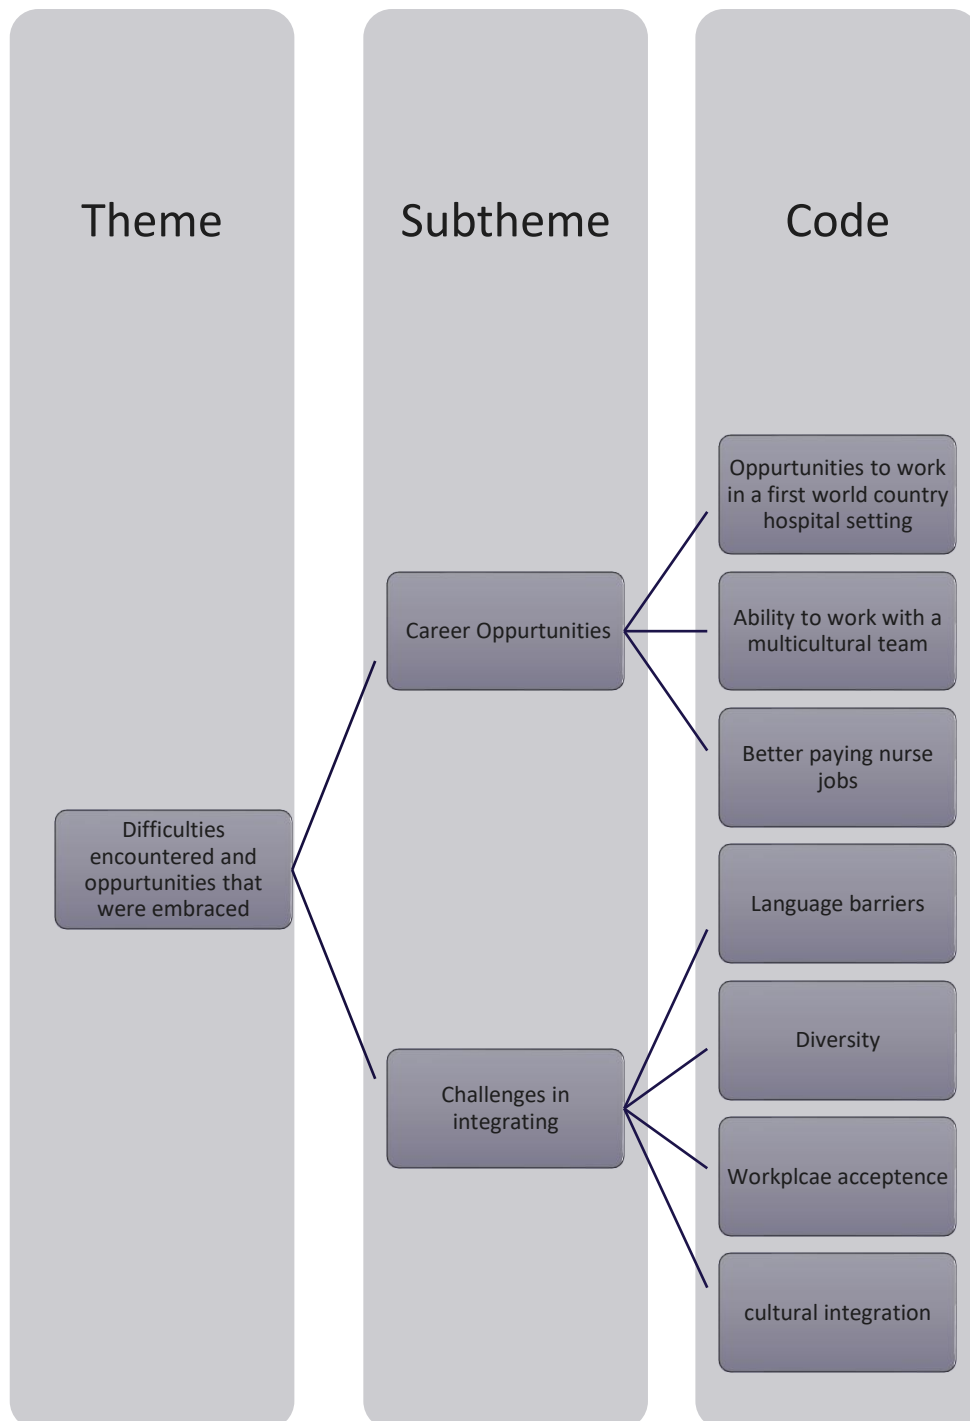 Theme
Subtheme
Code
Difficulties
encountered and
oppurtunities that
were embraced
Career Oppurtunities
Challenges in
integrating
Oppurtunities to work
in a first world country
hospital setting
Ability to work with a
multicultural team
Better paying nurse
jobs
Language barriers
Diversity
Workplcae acceptence
cultural integration